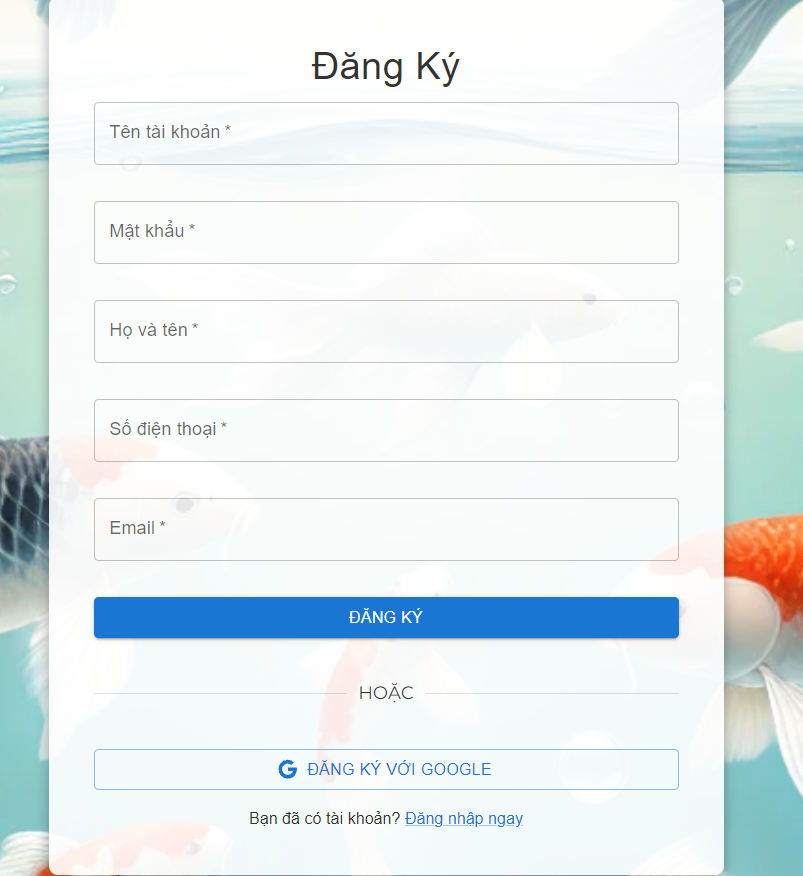 Đăng Ký
Tên tài khoản *
Mật khẩu *
Họ và tên *
Số điện thoại *
Email *
ĐĂNG KÝ
HOẶC
ĐĂNG KÝ VỚI GOOGLE
Bạn đã có tài khoản? Đăng nhập ngay